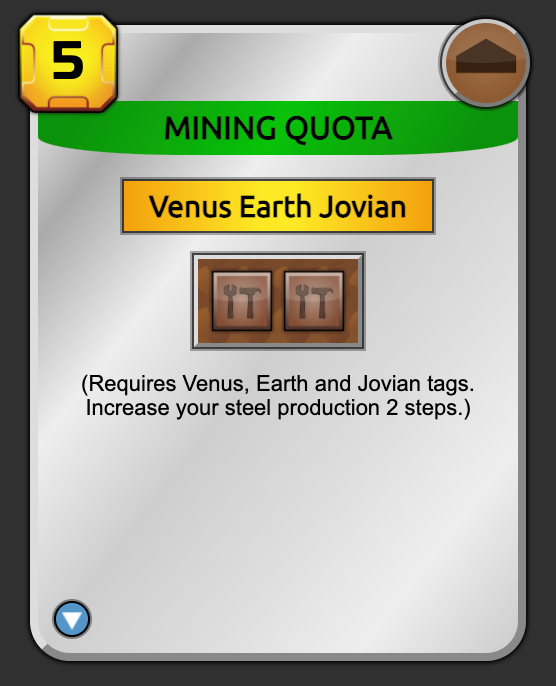 5
MINING QUOTA
Venus Earth Jovian
(Requires Venus, Earth and Jovian tags.
Increase your steel production 2 steps.)